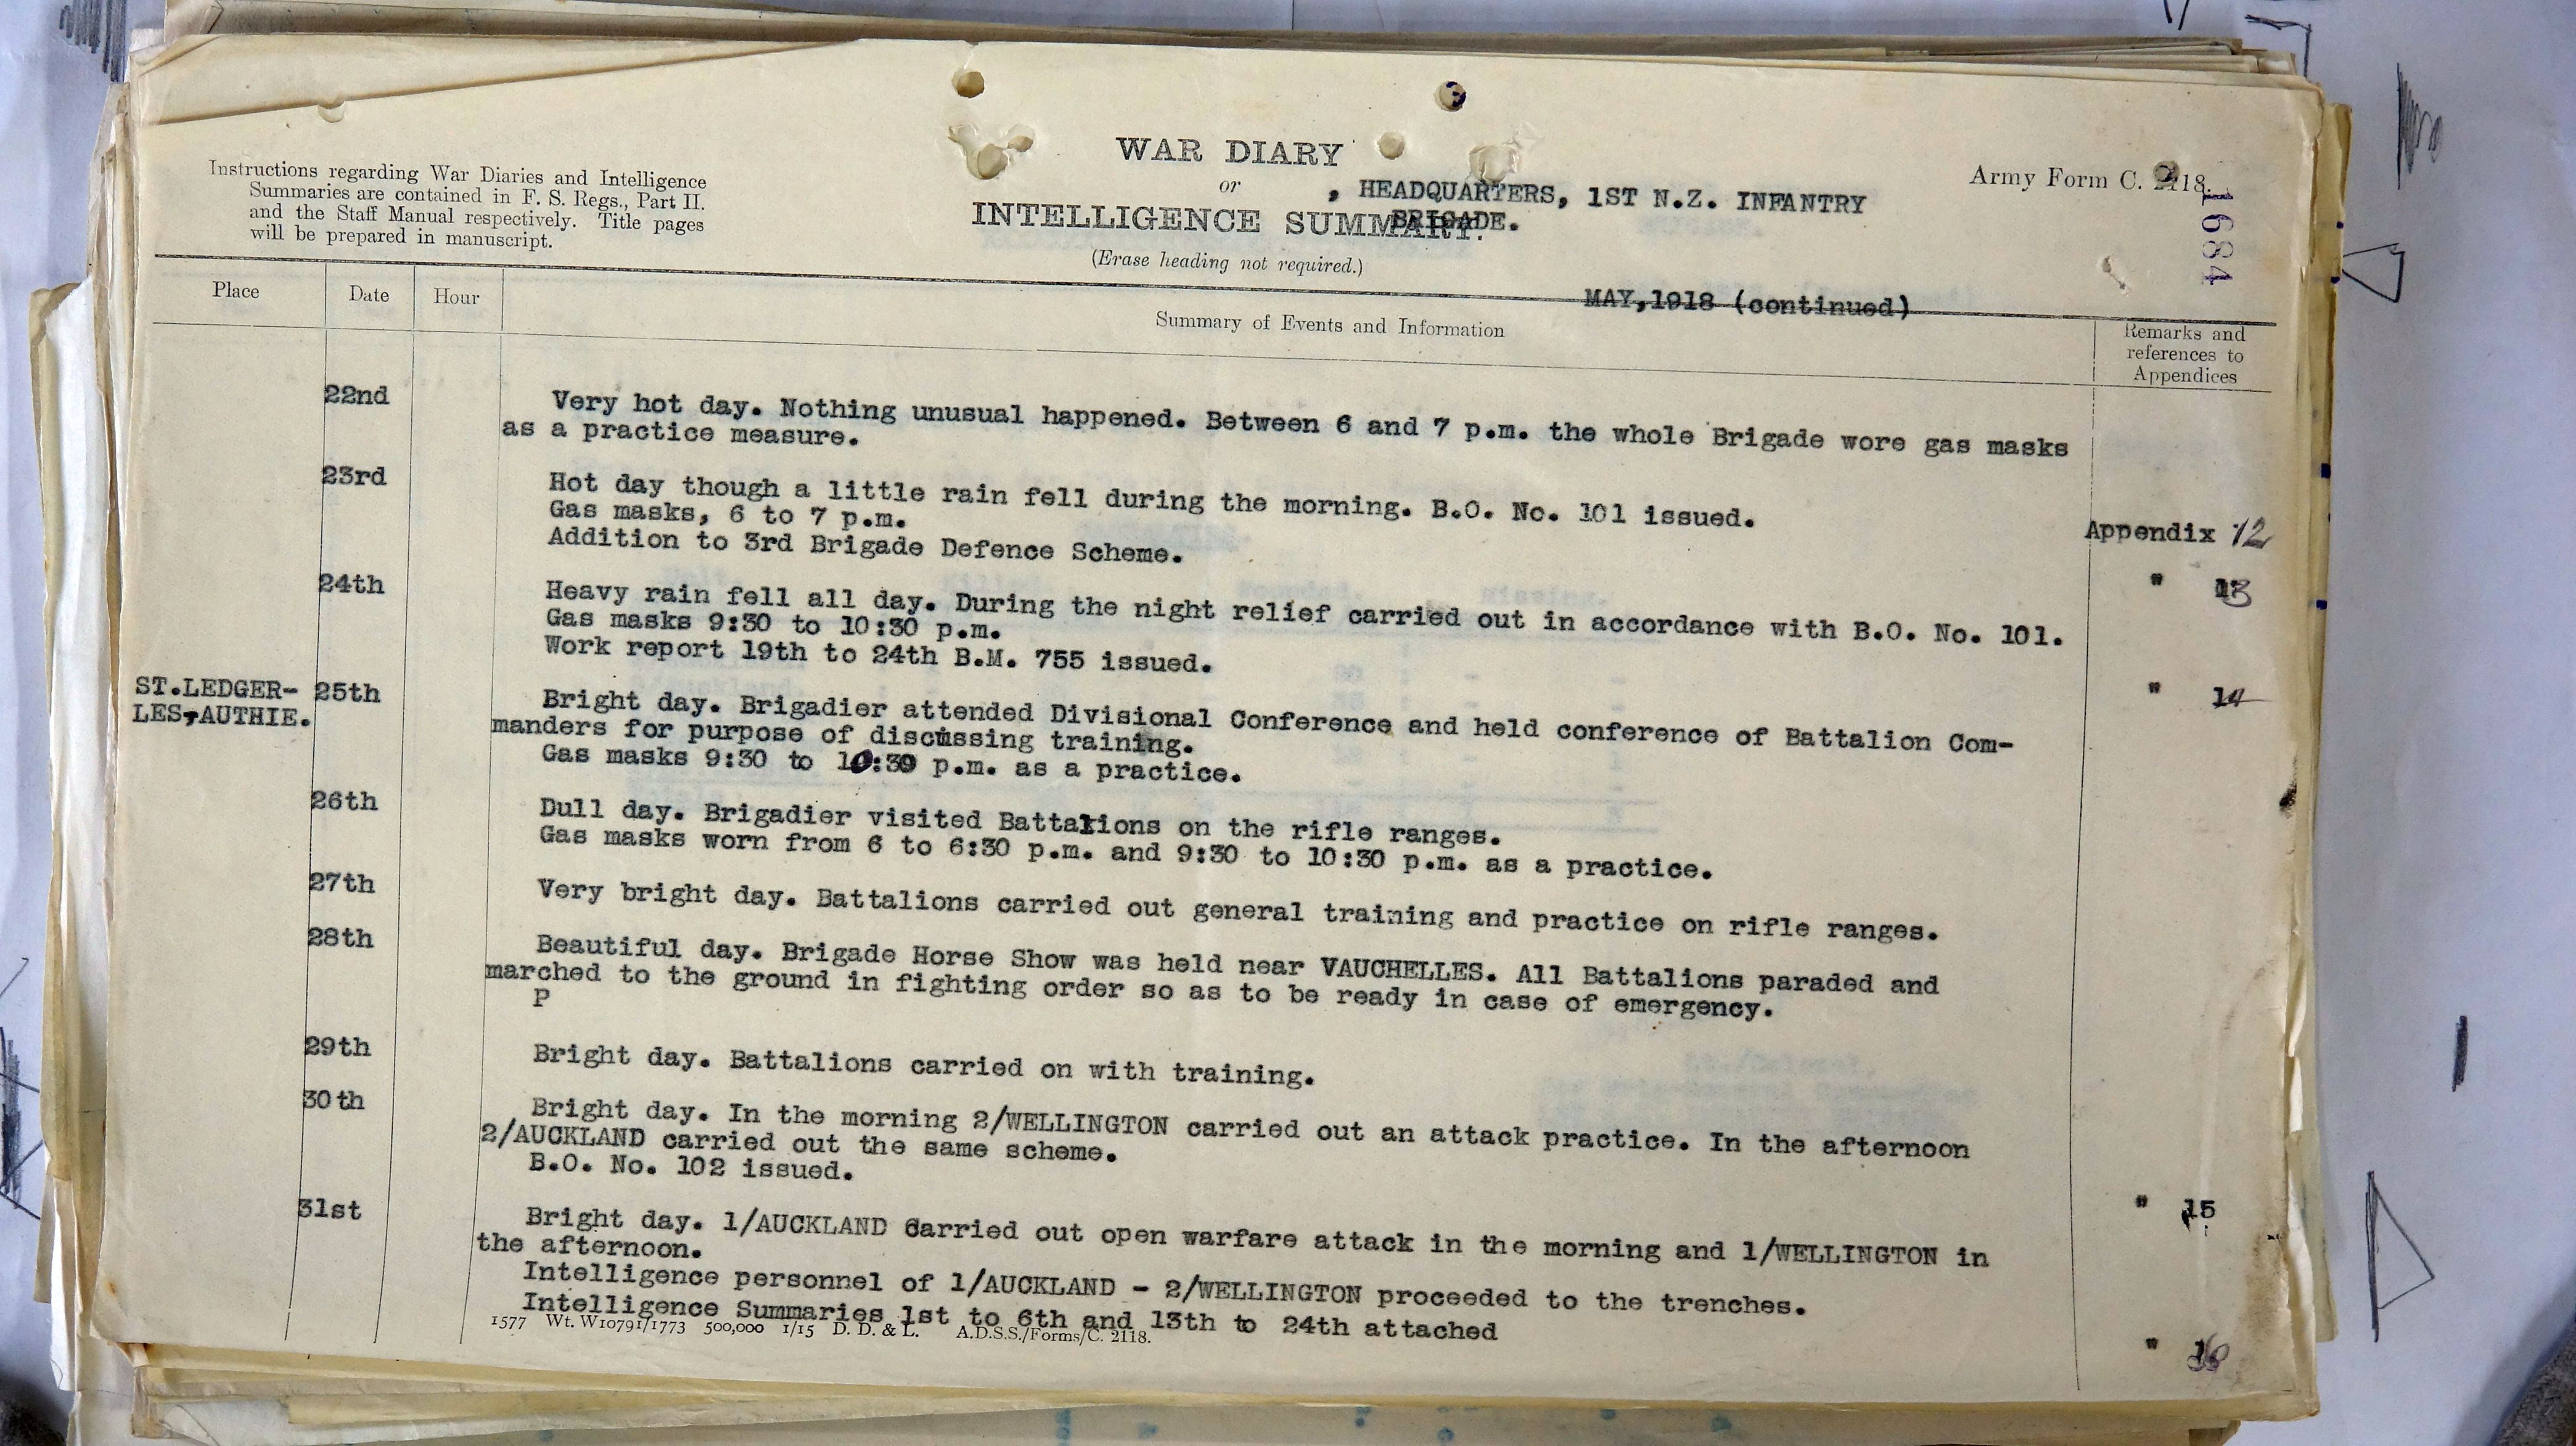 Instructions regarding War Diaries and Intelligence
Summaries are contained in F. S. Regs., Part II.
and the Staff Manual respectively. Title pages
will be prepared in manuscript.
WAR DIARY
or
INTELLIGENCE SUMMARY.
(Erase heading not required.)
, HEADQUARTERS, 1ST N.Z. INFANTRY
BRIGADE.
Army Form C. 2118.
1684
MAY,1918 (continued)
Place
Date
Hour
Summary of Events and Information
Remarks and
references to
Appendices
22nd
Very hot day. Nothing unusual happened. Between 6 and 7 p.m. the whole Brigade wore gas masks
as a practice measure.
23rd
Hot day though a little rain fell during the morning. B.O. No. 101 issued.
Appendix 12
Gas masks, 6 to 7 p.m.
Addition to 3rd Brigade Defence Scheme.
" 13
24th
Heavy rain fell all day. During the night relief carried out in accordance with B.O. No. 101.
Gas masks 9:30 to 10:30 p.m.
Work report 19th to 24th B.M. 755 issued.
" 14
ST.LEDGER-
LES,AUTHIE.
25th
Bright day. Brigadier attended Divisional Conference and held conference of Battalion Com-
manders for purpose of discussing training.
Gas masks 9:30 to 10:30 p.m. as a practice.
26th
Dull day. Brigadier visited Battalions on the rifle ranges.
Gas masks worn from 6 to 6:30 p.m. and 9:30 to 10:30 p.m. as a practice.
27th
Very bright day. Battalions carried out general training and practice on rifle ranges.
28th
Beautiful day. Brigade Horse Show was held near VAUCHELLES. All Battalions paraded and
marched to the ground in fighting order so as to be ready in case of emergency.
P
29th
Bright day. Battalions carried on with training.
30th
Bright day. In the morning 2/WELLINGTON carried out an attack practice. In the afternoon
2/AUCKLAND carried out the same scheme.
B.O. No. 102 issued.
" 15
31st
Bright day. 1/AUCKLAND carried out open warfare attack in the morning and 1/WELLINGTON in
the afternoon.
Intelligence personnel of 1/AUCKLAND - 2/WELLINGTON proceeded to the trenches.
Intelligence Summaries 1st to 6th and 13th to 24th attached
" 16
1577 Wt. W10791/1773 500,000 1/15 D. D. & L. A.D.S.S./Forms/C. 2118.